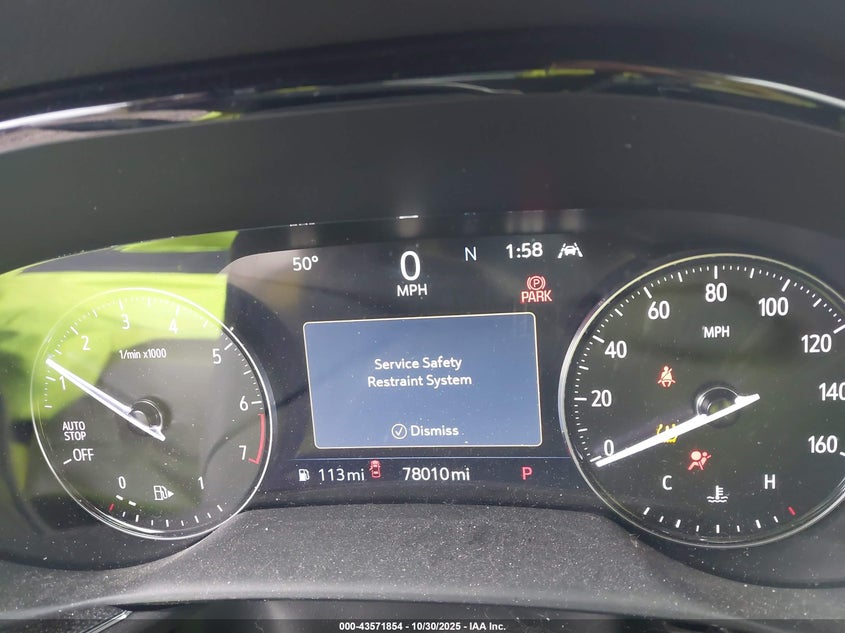 50°
0
MPH
N
1:58
PARK
Service Safety
Restraint System
Dismiss
113mi
78010mi
P
1
2
3
4
5
6
7
1/min x1000
AUTO
STOP
OFF
0
1
0
20
40
60
80
100
120
140
160
MPH
C
H
000-43571854 - 10/30/2025 - IAA Inc.